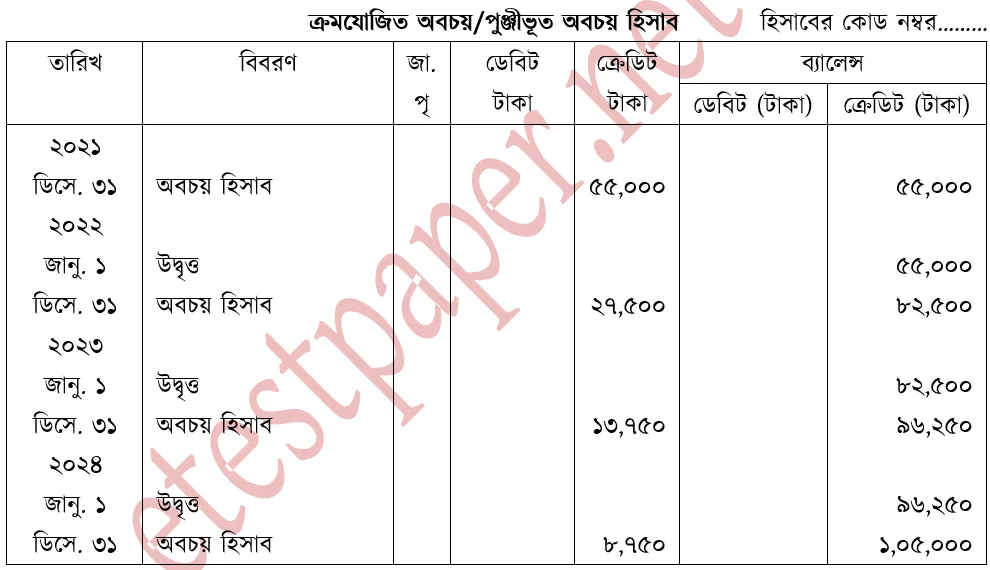 ক্রমযোজিত অবচয়/পুঞ্জীভূত অবচয় হিসাব হিসাবের কোড নম্বর.........
তারিখ বিবরণ জা. পৃ ডেবিট টাকা ক্রেডিট টাকা ব্যালেন্স
ডেবিট (টাকা) ক্রেডিট (টাকা)
২০২১
ডিসে. ৩১ অবচয় হিসাব ৫৫,০০০ ৫৫,০০০
২০২২
জানু. ১ উদ্বৃত্ত ৫৫,০০০
ডিসে. ৩১ অবচয় হিসাব ২৭,৫০০ ৮২,৫০০
২০২৩
জানু. ১ উদ্বৃত্ত ৮২,৫০০
ডিসে. ৩১ অবচয় হিসাব ১৩,৭৫০ ৯৬,২৫০
২০২৪
জানু. ১ উদ্বৃত্ত ৯৬,২৫০
ডিসে. ৩১ অবচয় হিসাব ৮,৭৫০ ১,০৫,০০০
etestpaper.net